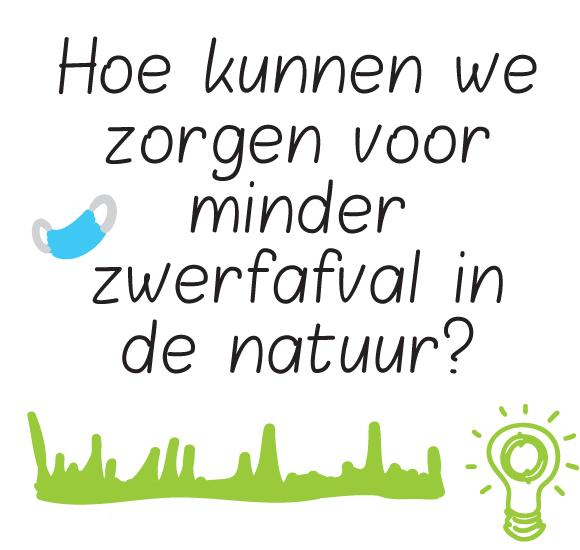 Hoe kunnen we
zorgen voor
minder
zwerfafval in
de natuur?